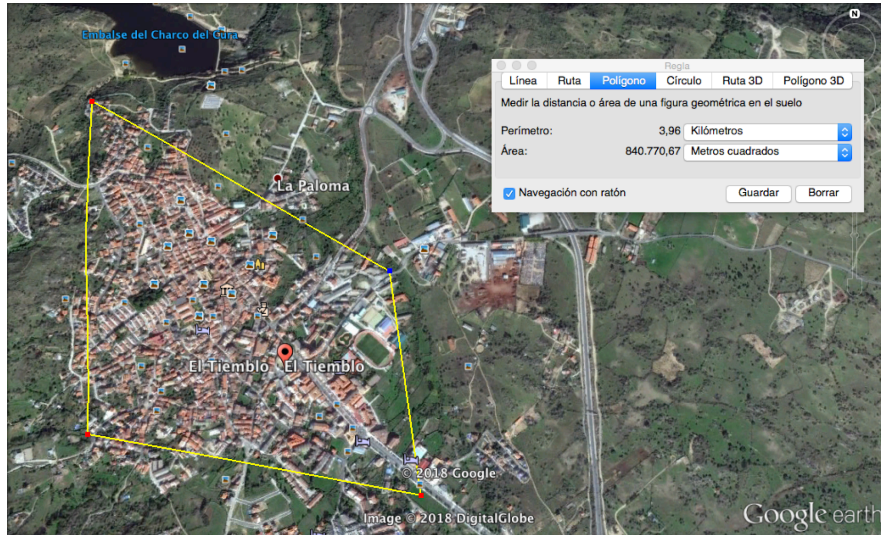 Embalse del Charco del Cura
N
Regla
Línea Ruta Polígono Círculo Ruta 3D Polígono 3D
Medir la distancia o área de una figura geométrica en el suelo
Perímetro: 3,96 Kilómetros
Área: 840.770,67 Metros cuadrados
Navegación con ratón Guardar Borrar
La Paloma
El Tiemblo El Tiemblo
© 2018 Google
Image © 2018 DigitalGlobe
Google earth